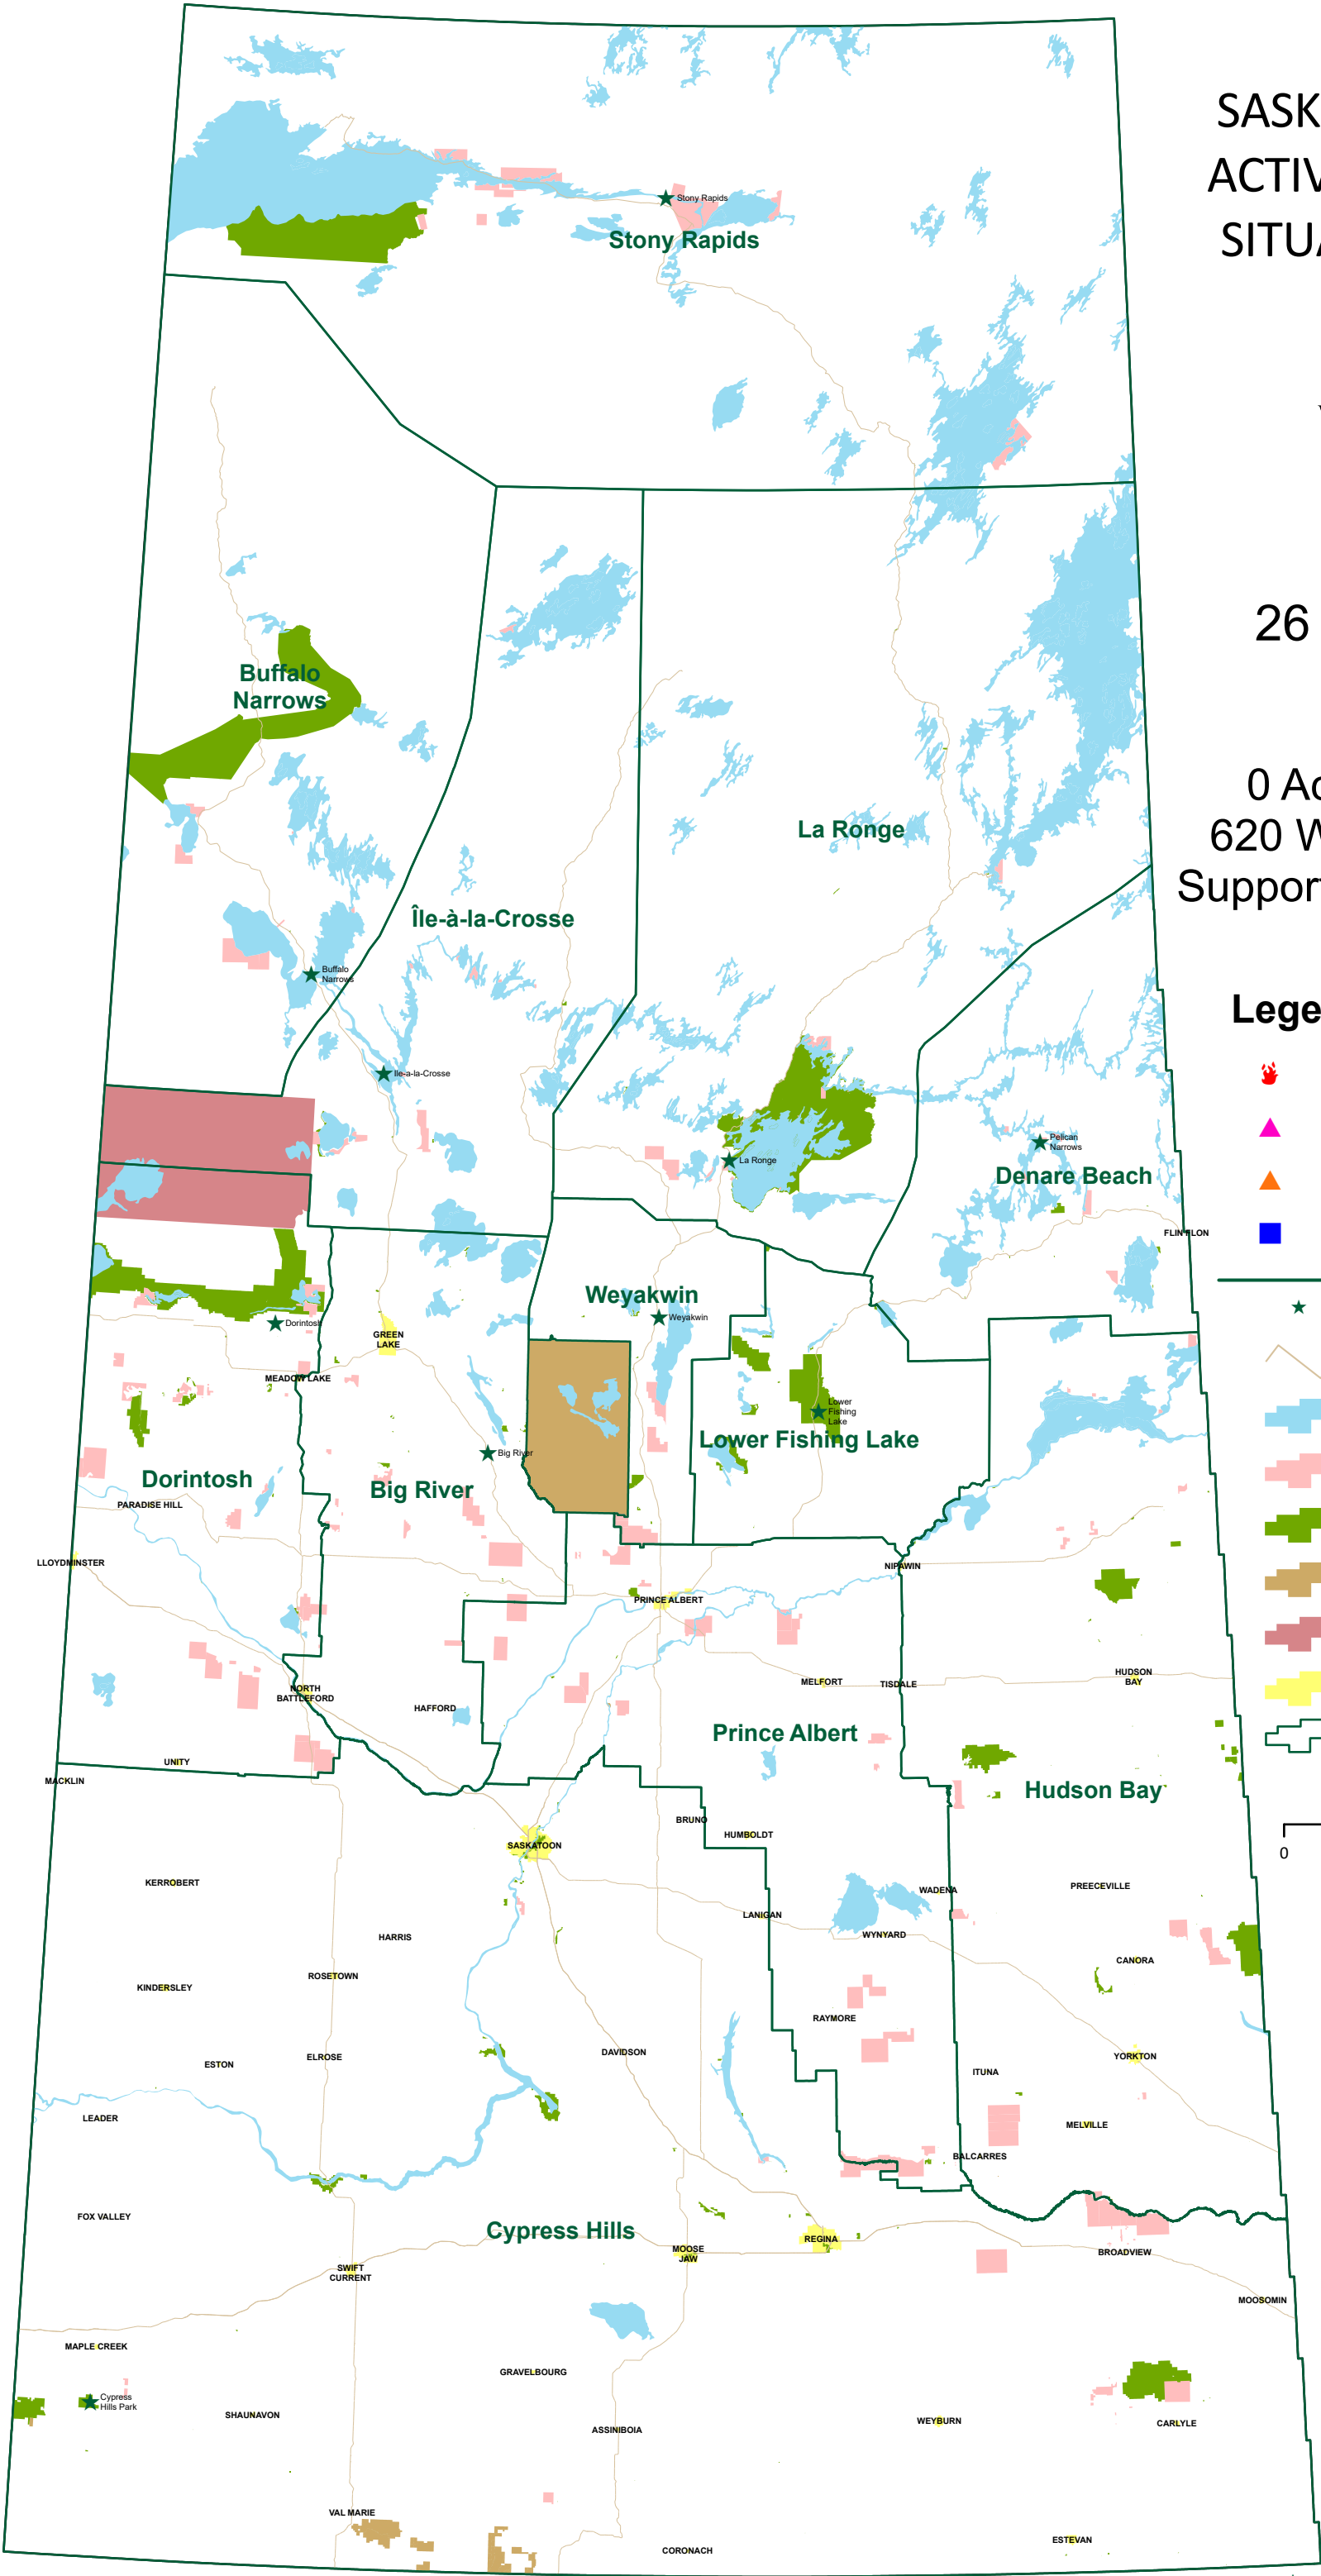 SASK
ACTIV
SITUA
26
0 Ac
620 W
Support
Lege
0
Stony Rapids
Stony Rapids
Buffalo
Narrows
La Ronge
Île-à-la-Crosse
Buffalo
Narrows
Ile-a-la-Crosse
Pelican
Narrows
La Ronge
Denare Beach
FLIN FLON
Weyakwin
Weyakwin
Dorintosh
GREEN
LAKE
MEADOW LAKE
Lower
Fishing
Lake
Lower Fishing Lake
Big River
Dorintosh
Big River
PARADISE HILL
LLOYDMINSTER
NIPAWIN
PRINCE ALBERT
HUDSON
BAY
MELFORT
TISDALE
NORTH
BATTLEFORD
HAFFORD
Prince Albert
UNITY
MACKLIN
Hudson Bay
BRUNO
HUMBOLDT
SASKATOON
KERROBERT
PREECEVILLE
WADENA
LANIGAN
WYNYARD
HARRIS
CANORA
ROSETOWN
KINDERSLEY
RAYMORE
DAVIDSON
YORKTON
ELROSE
ESTON
ITUNA
LEADER
MELVILLE
BALCARRES
FOX VALLEY
Cypress Hills
REGINA
MOOSE
JAW
BROADVIEW
SWIFT
CURRENT
MOOSOMIN
MAPLE CREEK
GRAVELBOURG
Cypress
Hills Park
SHAUNAVON
ASSINIBOIA
WEYBURN
CARLYLE
VAL MARIE
ESTEVAN
CORONACH